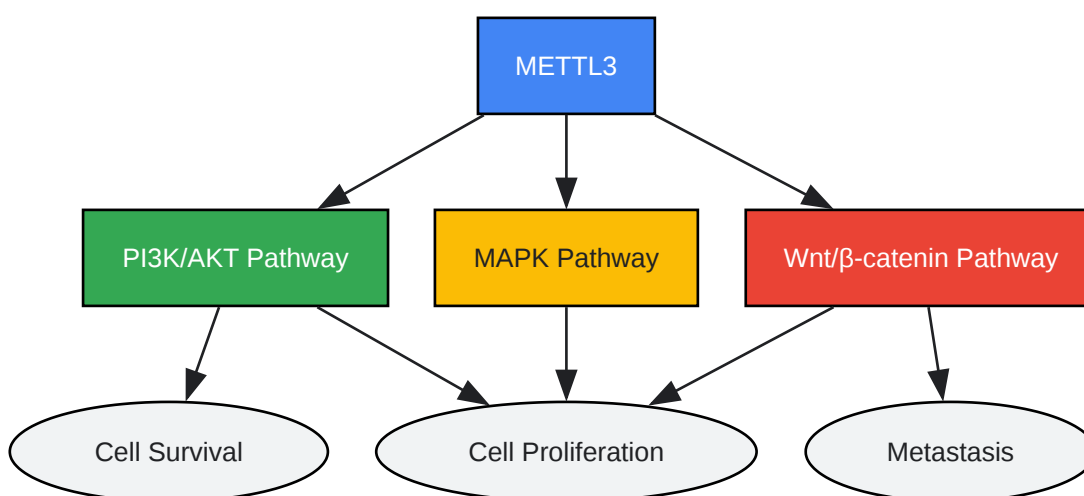 METTL3
PI3K/AKT Pathway
MAPK Pathway
Wnt/β-catenin Pathway
Cell Survival
Cell Proliferation
Metastasis